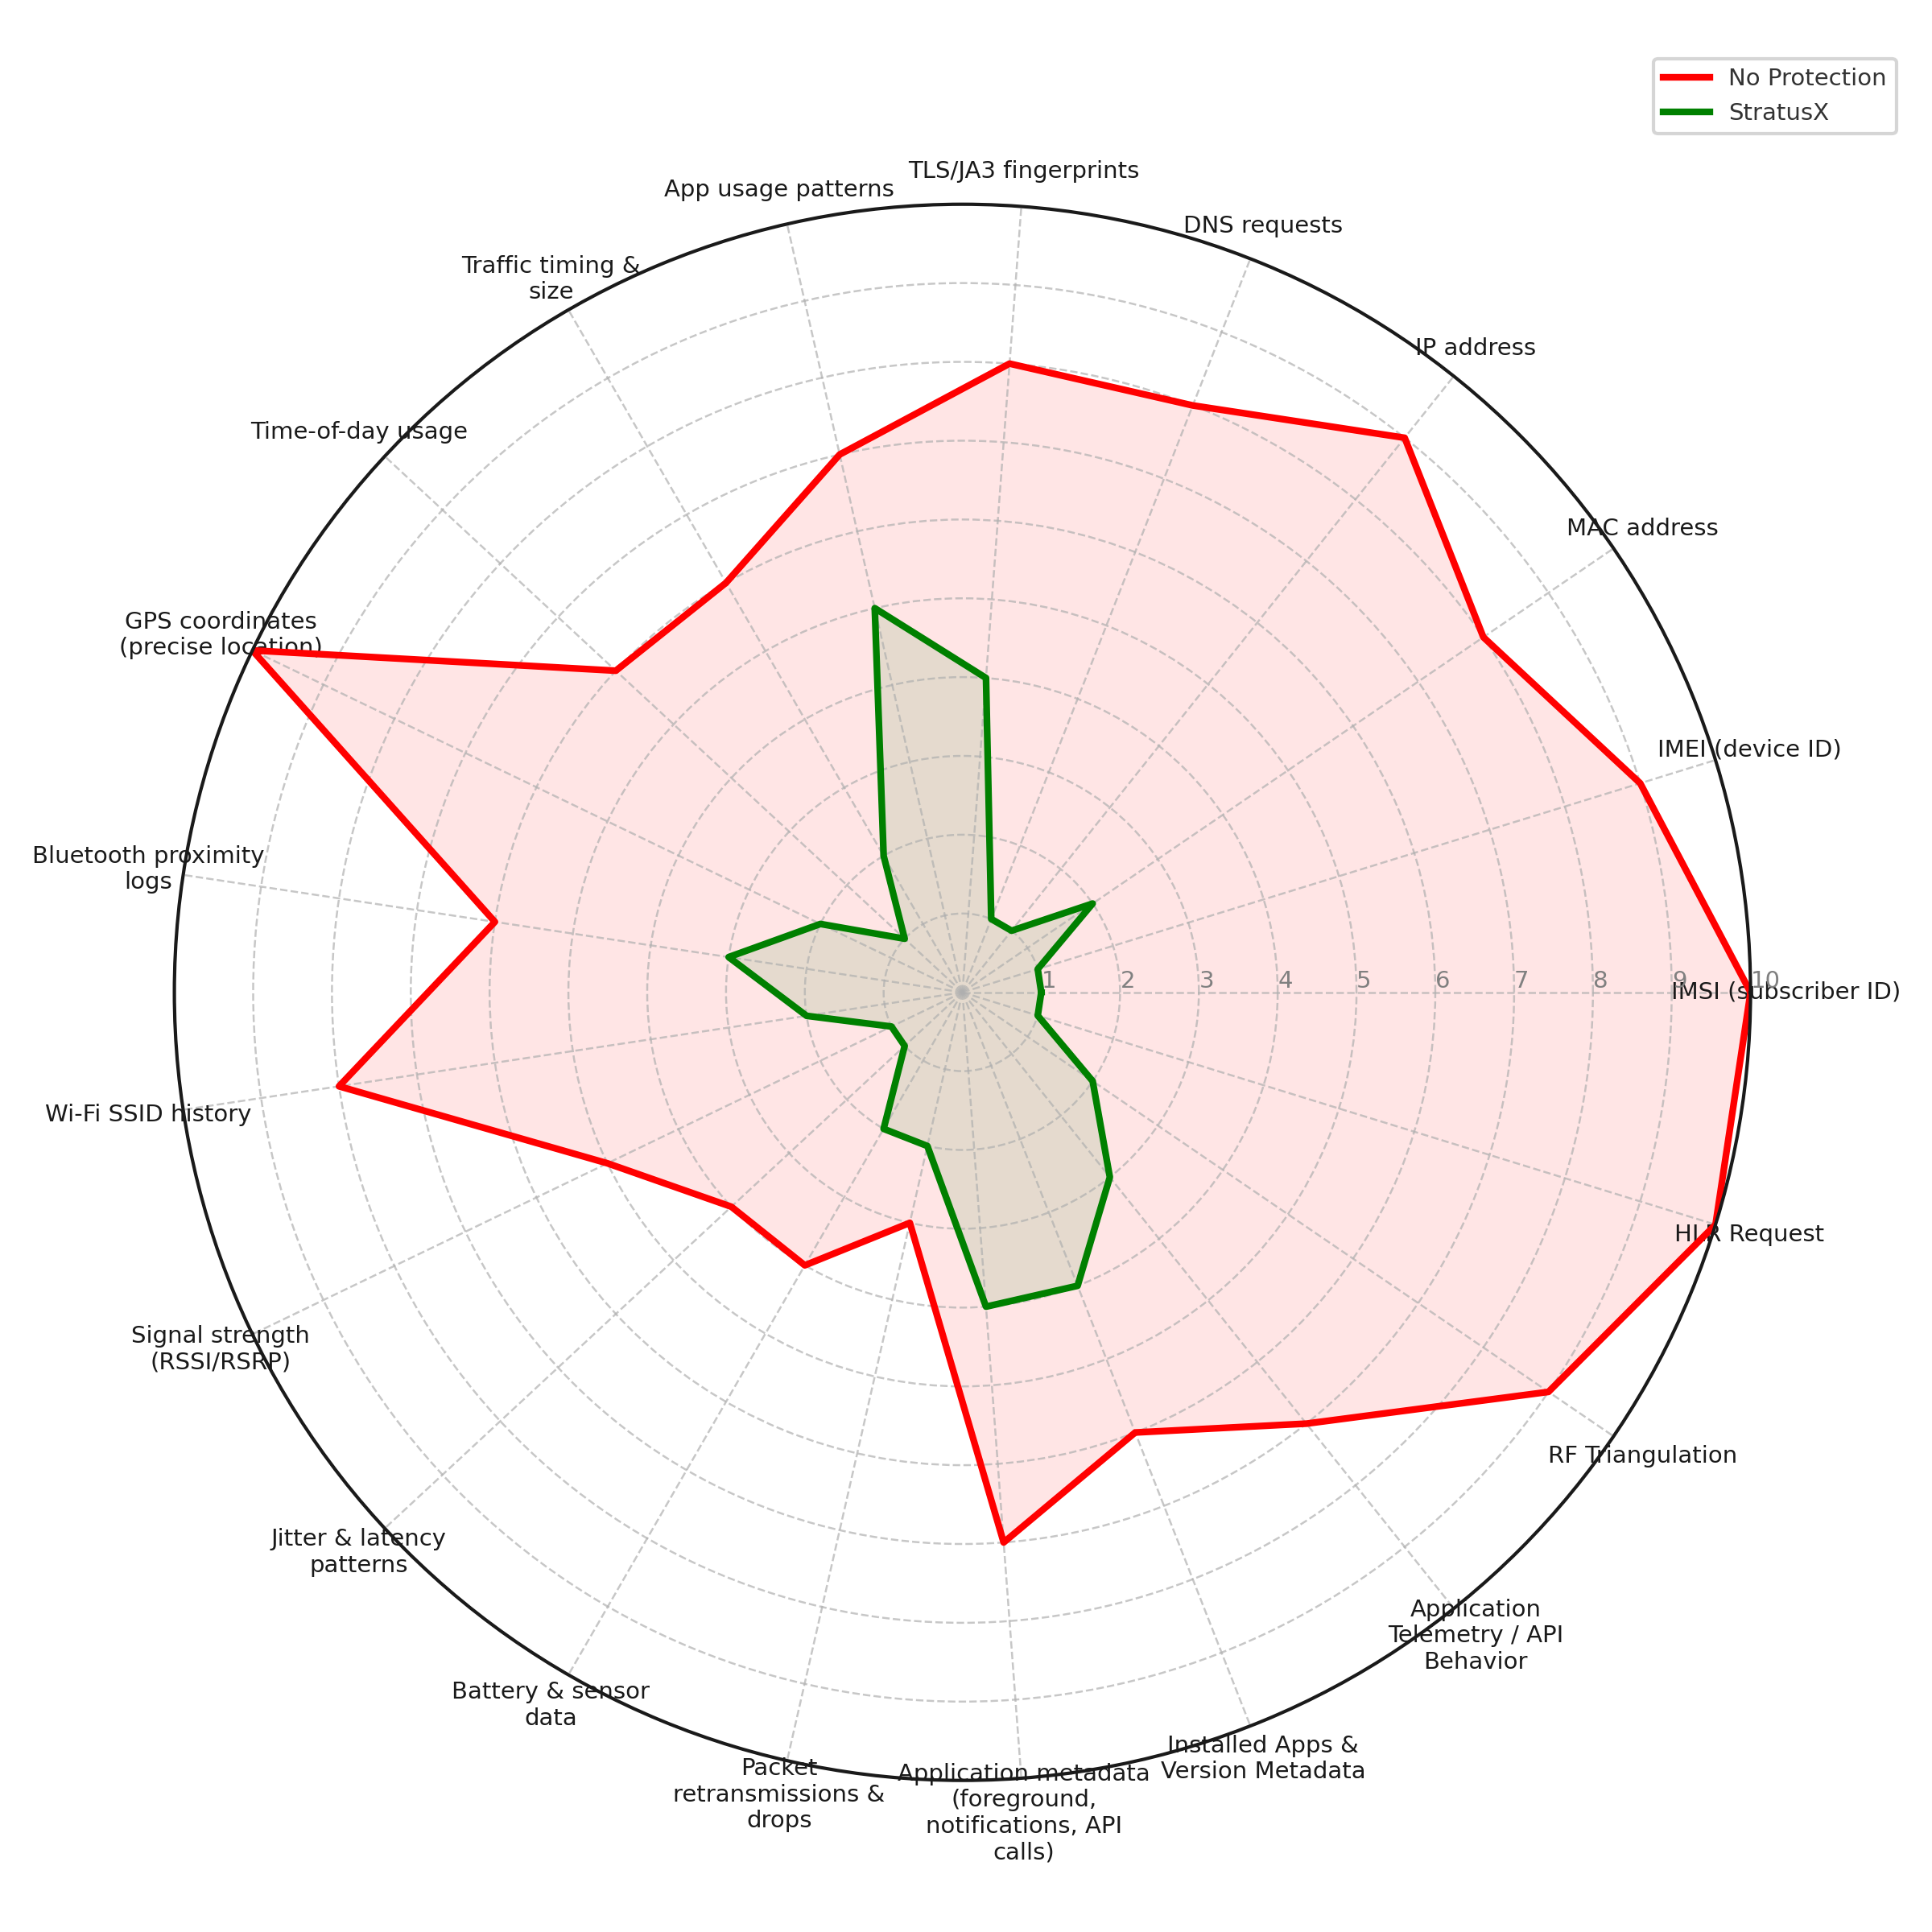 No Protection
StratusX
TLS/JA3 fingerprints
App usage patterns
DNS requests
Traffic timing &
size
IP address
Time-of-day usage
MAC address
GPS coordinates
(precise location)
IMEI (device ID)
Bluetooth proximity
logs
1 2 3 4 5 6 7 8 9 10
IMSI (subscriber ID)
Wi-Fi SSID history
HLR Request
Signal strength
(RSSI/RSRP)
RF Triangulation
Jitter & latency
patterns
Application
Telemetry / API
Behavior
Battery & sensor
data
Installed Apps &
Version Metadata
Packet
retransmissions &
drops
Application metadata
(foreground,
notifications, API
calls)